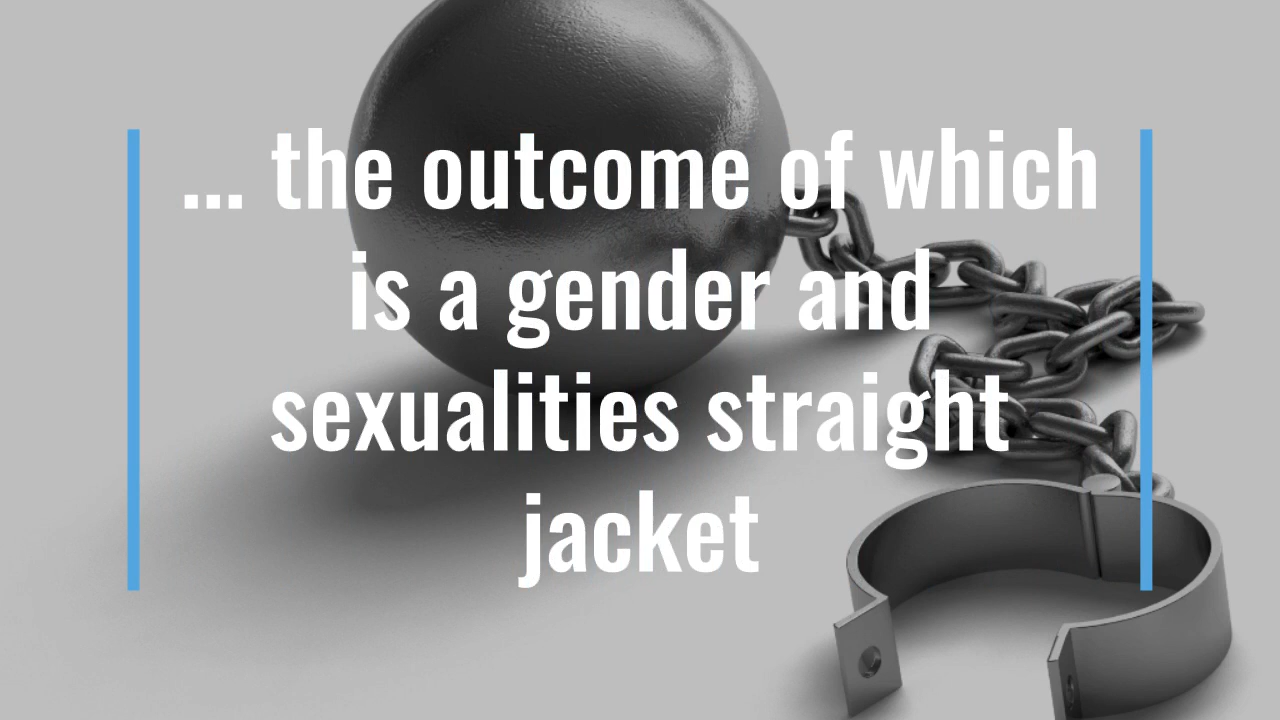 ... the outcome of which
is a gender and
sexualities straight
jacket